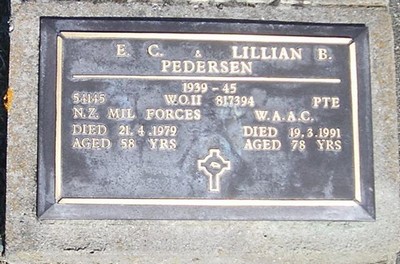 E. C. & LILLIAN B.
PEDERSEN
1939 - 45
54145 W.O.II 817394 PTE
N.Z. MIL FORCES W.A.A.C.
DIED 21.4.1979 DIED 19.3.1991
AGED 58 YRS AGED 78 YRS